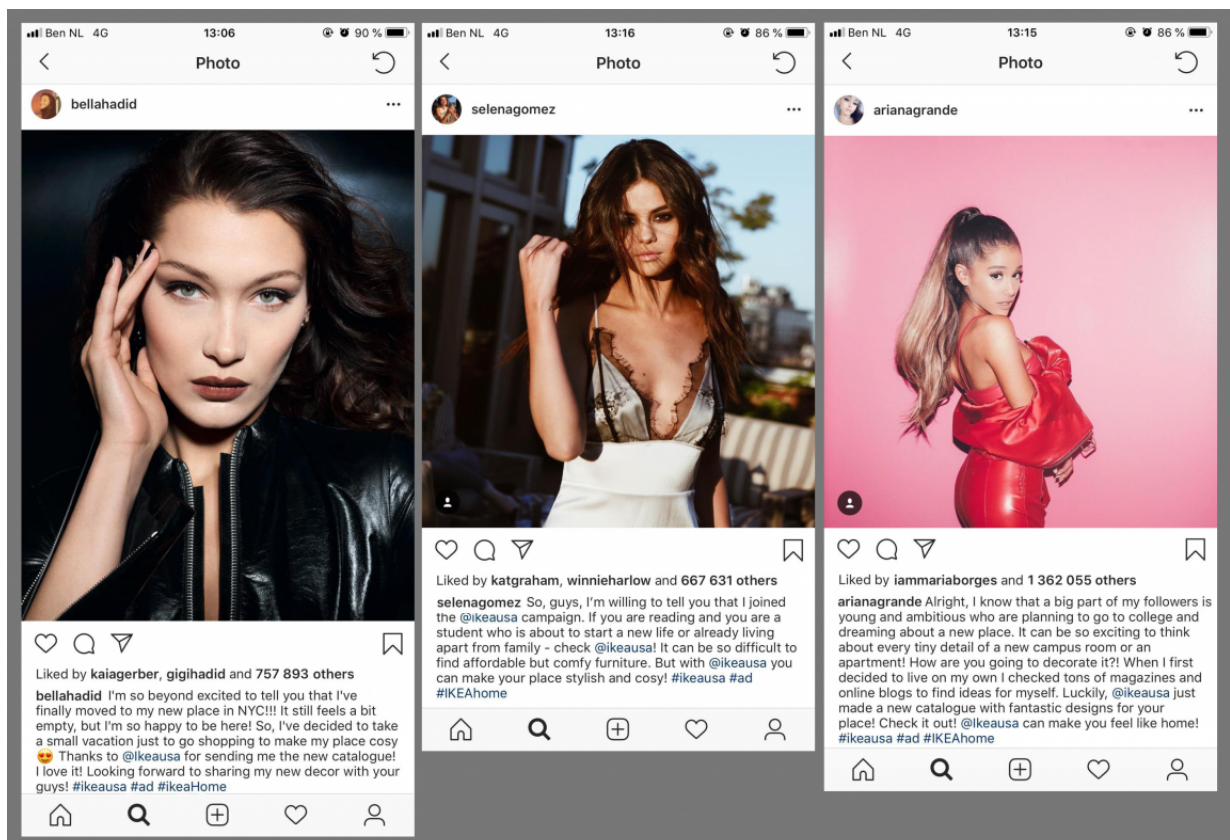 Ben NL 4G 13:06 90 %
Photo
bellahadid
Liked by kaiagerber, gigihadid and 757 893 others
bellahadid I'm so beyond excited to tell you that I've
finally moved to my new place in NYC!!! It still feels a bit
empty, but I'm so happy to be here! So, I've decided to take
a small vacation just to go shopping to make my place cosy
😍 Thanks to @Ikeausa for sending me the new catalogue!
I love it! Looking forward to sharing my new decor with your
guys! #ikeausa #ad #ikeaHome
Ben NL 4G 13:16 86 %
Photo
selenagomez
Liked by katgraham, winnieharlow and 667 631 others
selenagomez So, guys, I'm willing to tell you that I joined
the @ikeausa campaign. If you are reading and you are a
student who is about to start a new life or already living
apart from family - check @ikeausa! It can be so difficult to
find affordable but comfy furniture. But with @ikeausa you
can make your place stylish and cosy! #ikeausa #ad
#IKEAhome
Ben NL 4G 13:15 86 %
Photo
arianagrande
Liked by iammariaborges and 1 362 055 others
arianagrande Alright, I know that a big part of my followers is
young and ambitious who are planning to go to college and
dreaming about a new place. It can be so exciting to think
about every tiny detail of a new campus room or an
apartment! How are you going to decorate it?! When I first
decided to live on my own I checked tons of magazines and
online blogs to find ideas for myself. Luckily, @ikeausa just
made a new catalogue with fantastic designs for your
place! Check it out! @Ikeausa can make you feel like home!
#ikeausa #ad #IKEAhome